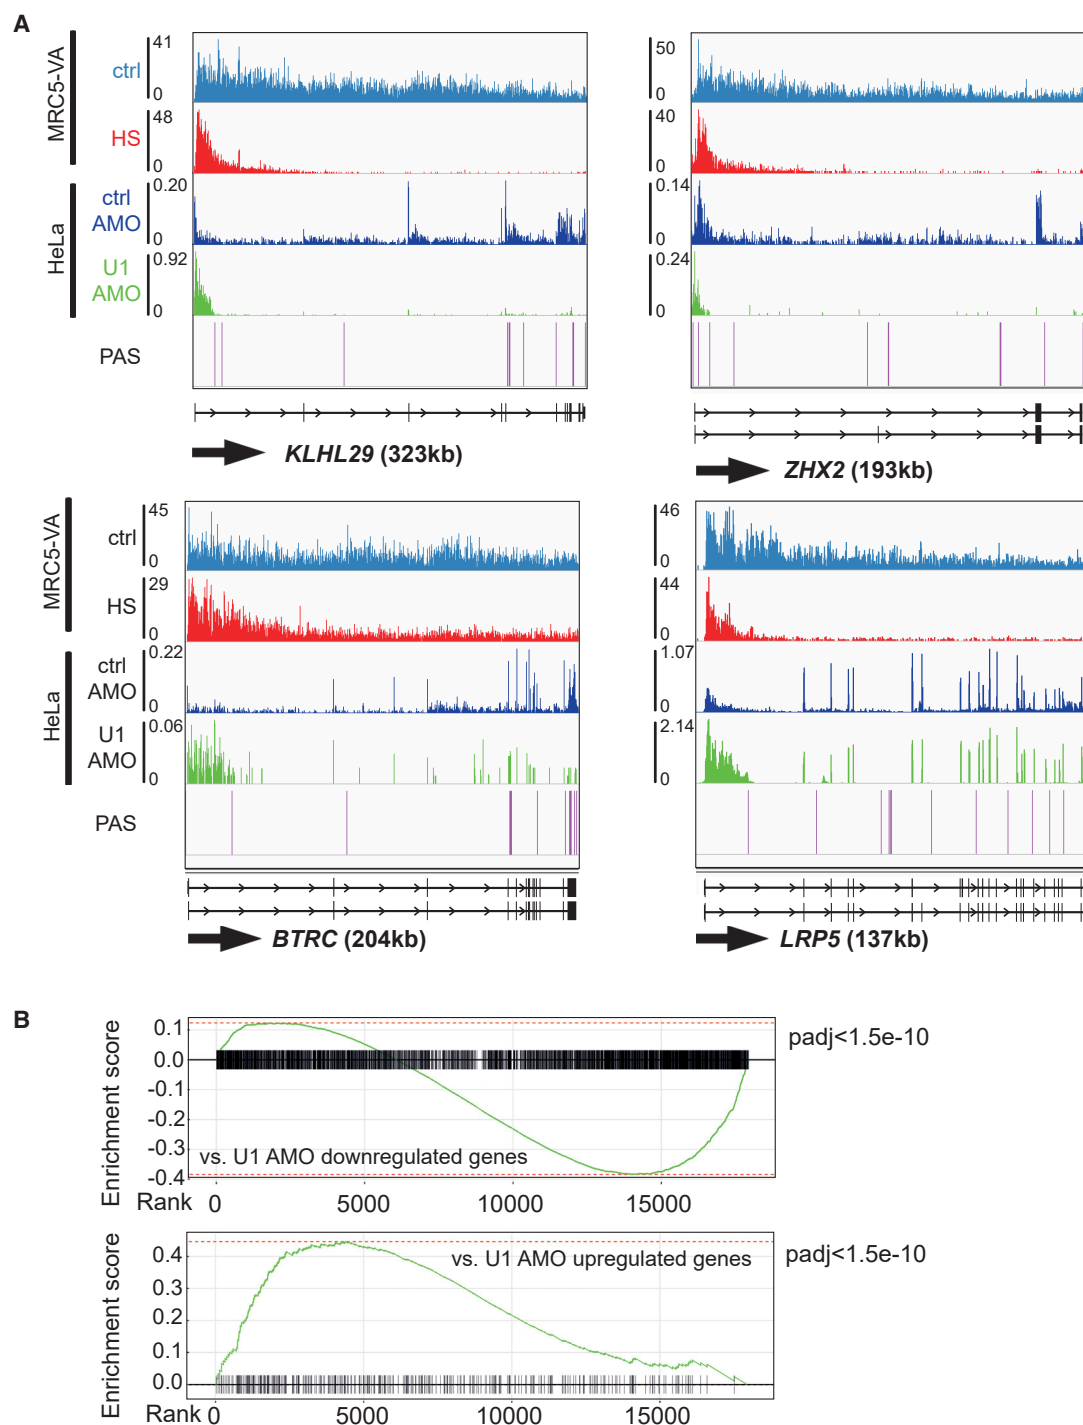 A
MRC5-VA
HeLa
ctrl
41
0
HS
48
0
ctrl
AMO
0.20
0
U1
AMO
0.92
0
PAS
KLHL29 (323kb)
50
0
40
0
0.14
0
0.24
0
ZHX2 (193kb)
MRC5-VA
HeLa
ctrl
45
0
HS
29
0
ctrl
AMO
0.22
0
U1
AMO
0.06
0
PAS
BTRC (204kb)
46
0
44
0
1.07
0
2.14
0
LRP5 (137kb)
B
Enrichment score
0.1
0.0
-0.1
-0.2
-0.3
-0.4
vs. U1 AMO downregulated genes
padj<1.5e-10
Rank 0 5000 10000 15000
Enrichment score
0.4
0.3
0.2
0.1
0.0
vs. U1 AMO upregulated genes
padj<1.5e-10
Rank 0 5000 10000 15000